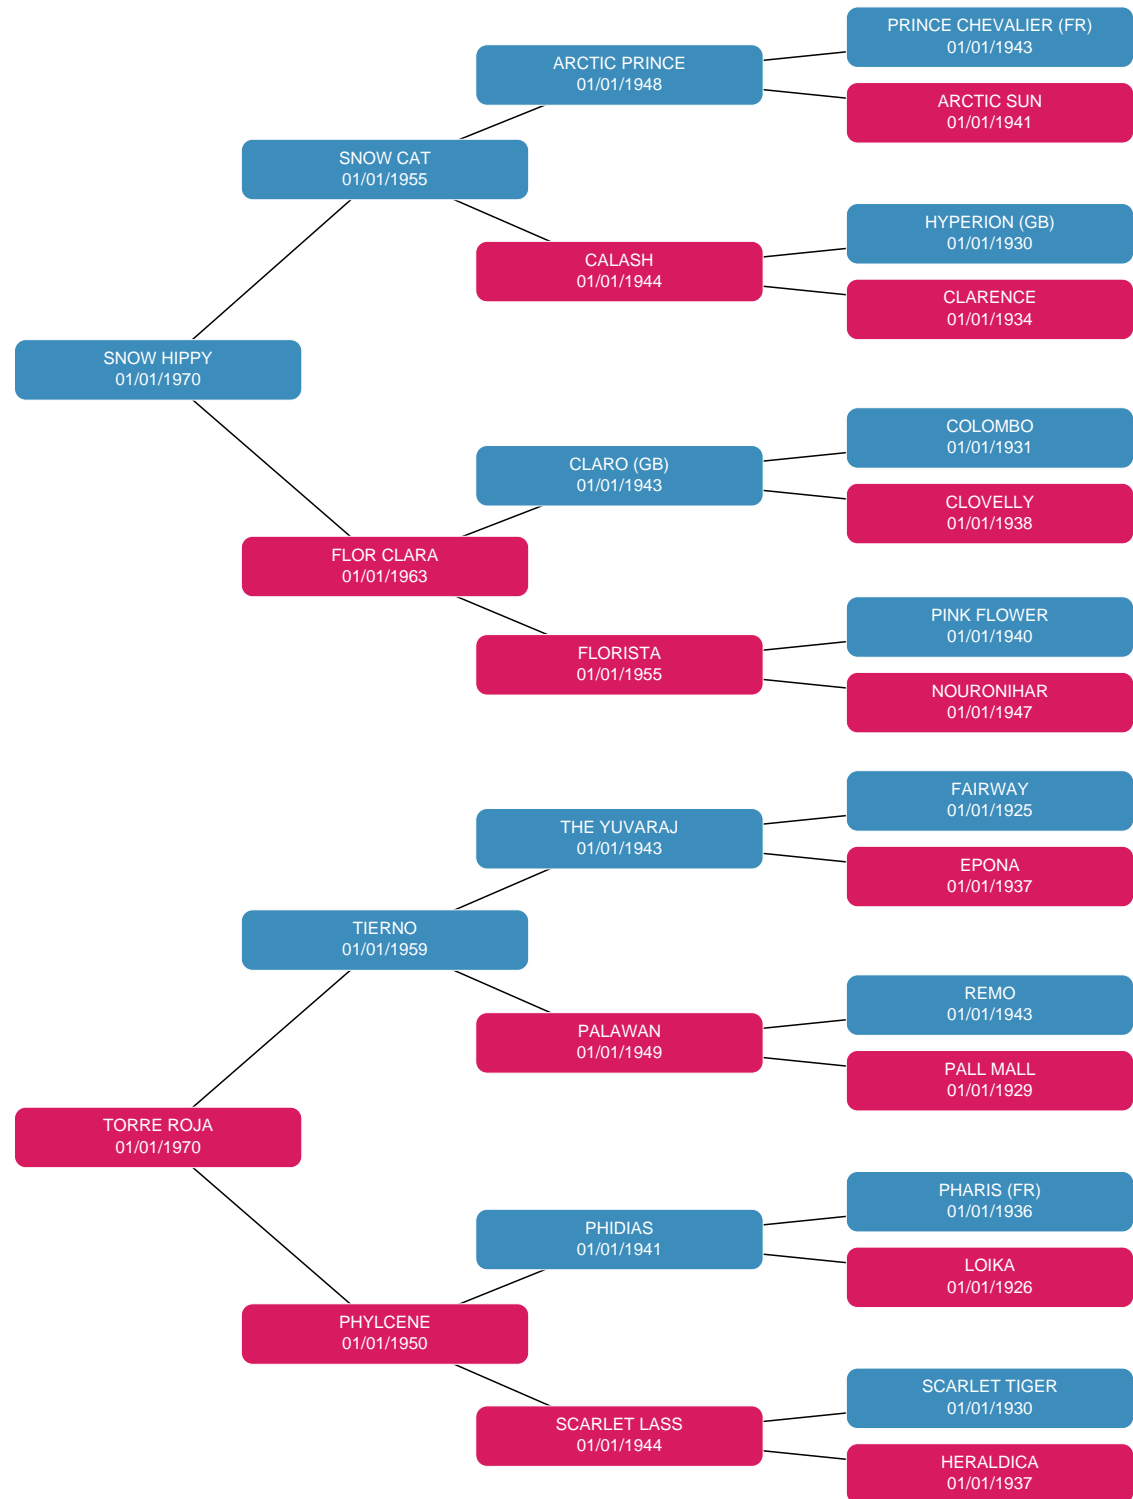 PRINCE CHEVALIER (FR)
01/01/1943
ARCTIC PRINCE
01/01/1948
ARCTIC SUN
01/01/1941
SNOW CAT
01/01/1955
HYPERION (GB)
01/01/1930
CALASH
01/01/1944
CLARENCE
01/01/1934
SNOW HIPPY
01/01/1970
COLOMBO
01/01/1931
CLARO (GB)
01/01/1943
CLOVELLY
01/01/1938
FLOR CLARA
01/01/1963
PINK FLOWER
01/01/1940
FLORISTA
01/01/1955
NOURONIHAR
01/01/1947
FAIRWAY
01/01/1925
THE YUVARAJ
01/01/1943
EPONA
01/01/1937
TIERNO
01/01/1959
REMO
01/01/1943
PALAWAN
01/01/1949
PALL MALL
01/01/1929
TORRE ROJA
01/01/1970
PHARIS (FR)
01/01/1936
PHIDIAS
01/01/1941
LOIKA
01/01/1926
PHYLCENE
01/01/1950
SCARLET TIGER
01/01/1930
SCARLET LASS
01/01/1944
HERALDICA
01/01/1937